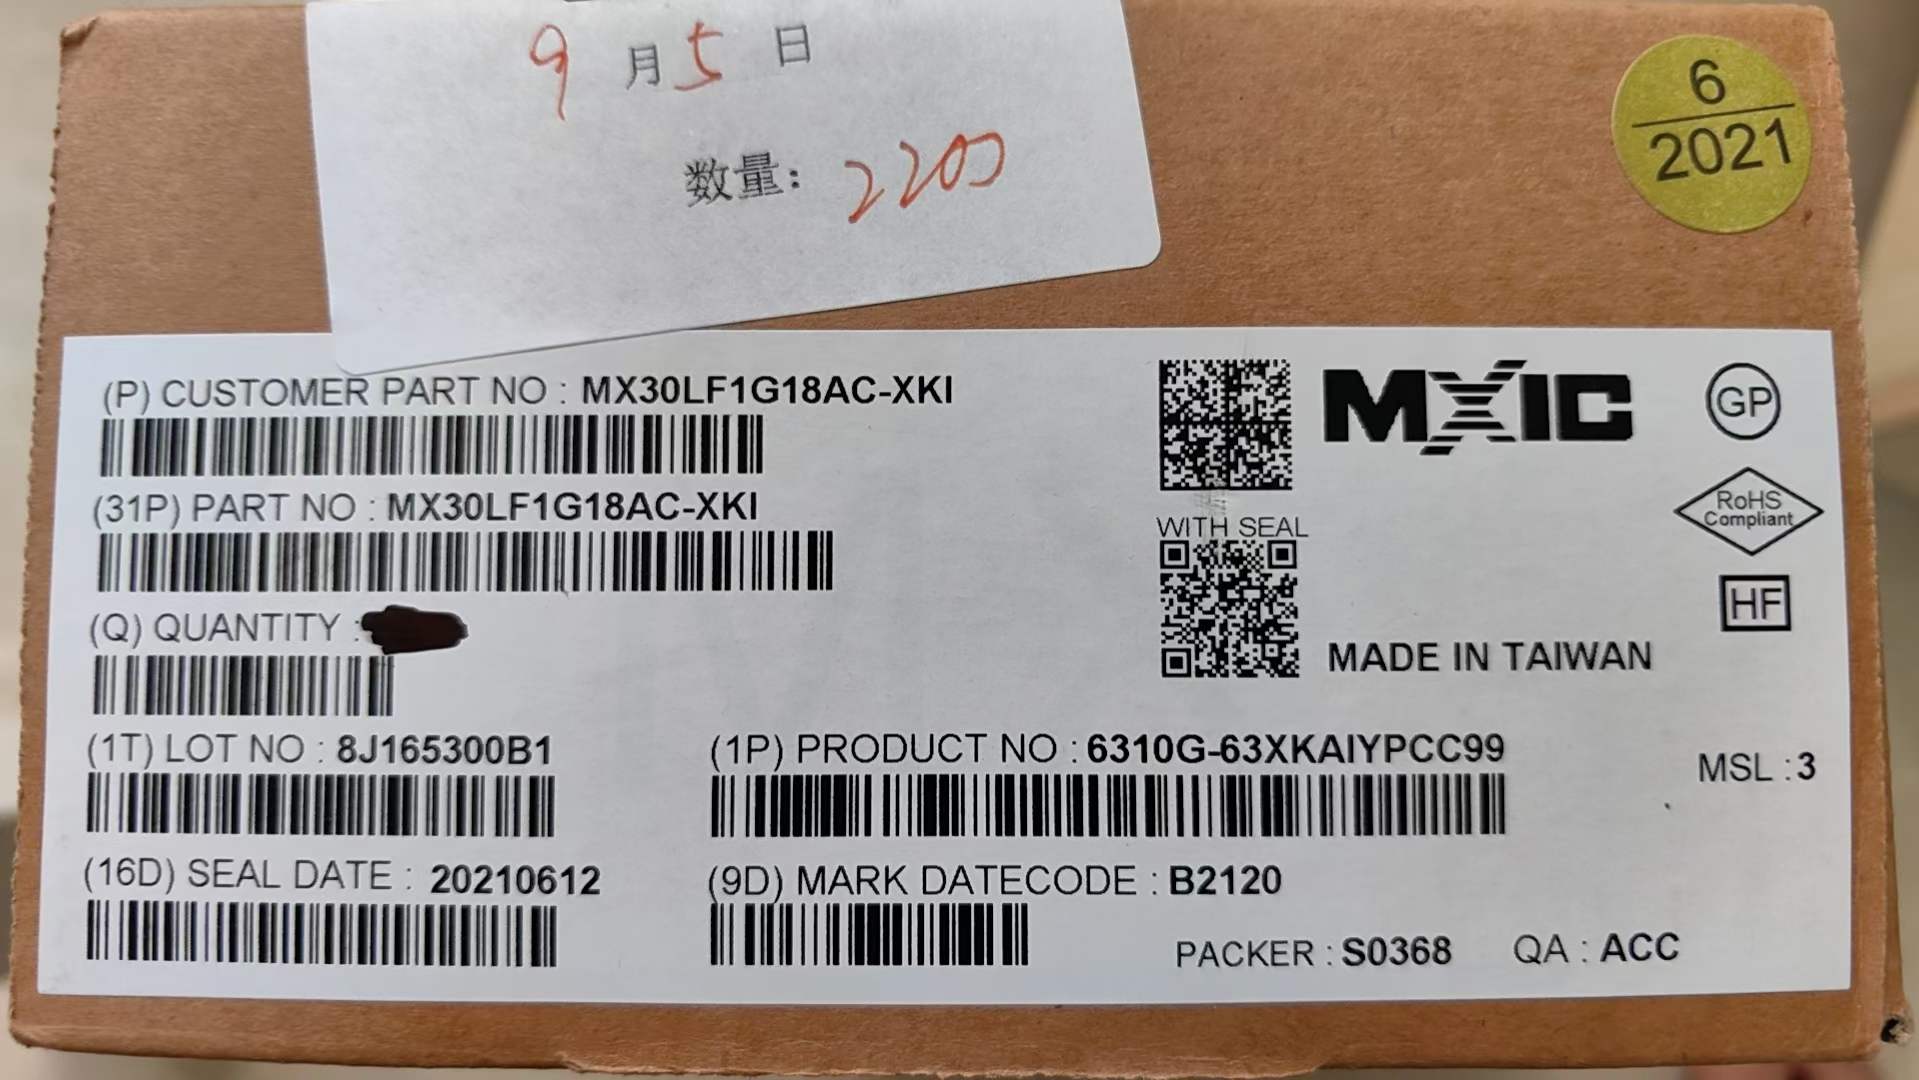 9月5日
数量: 2200
6
2021
(P) CUSTOMER PART NO : MX30LF1G18AC-XKI
MXIC
GP
(31P) PART NO : MX30LF1G18AC-XKI
WITH SEAL
RoHS
Compliant
(Q) QUANTITY :
HF
MADE IN TAIWAN
(1T) LOT NO : 8J165300B1
(1P) PRODUCT NO : 6310G-63XKAIYPCC99
MSL : 3
(16D) SEAL DATE : 20210612
(9D) MARK DATECODE : B2120
PACKER : S0368 QA : ACC